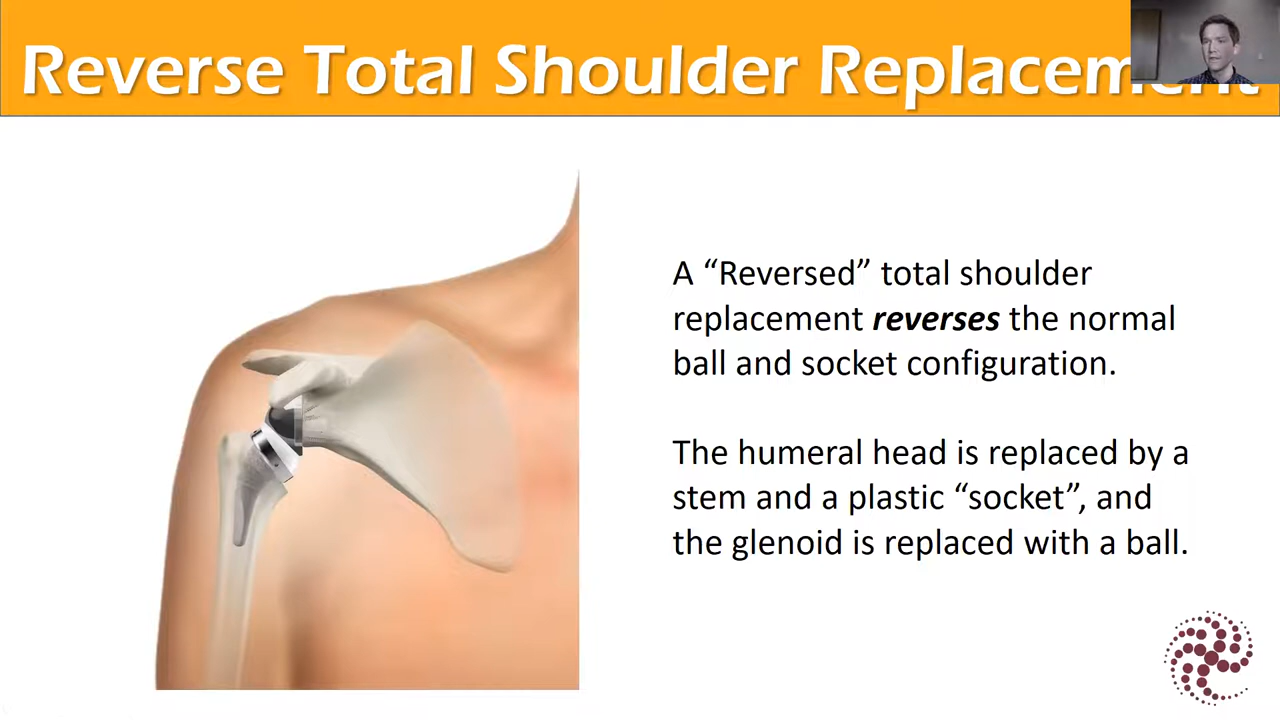 Reverse Total Shoulder Replacement
A “Reversed” total shoulder
replacement reverses the normal
ball and socket configuration.
The humeral head is replaced by a
stem and a plastic “socket”, and
the glenoid is replaced with a ball.